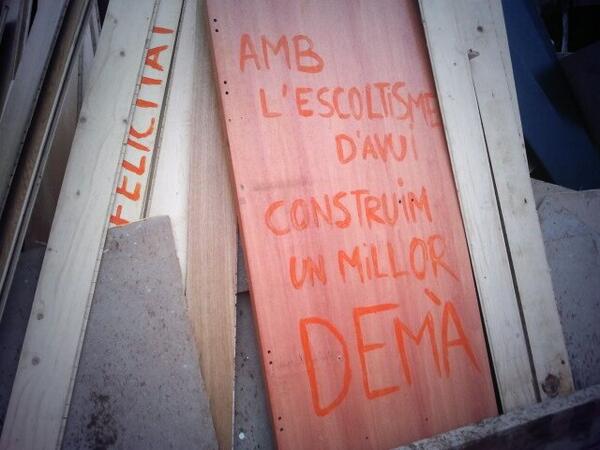 FELICITAT
AMB
L'ESCOLTISME
D'AVUI
CONSTRUIM
UN MILLOR
DEMÀ